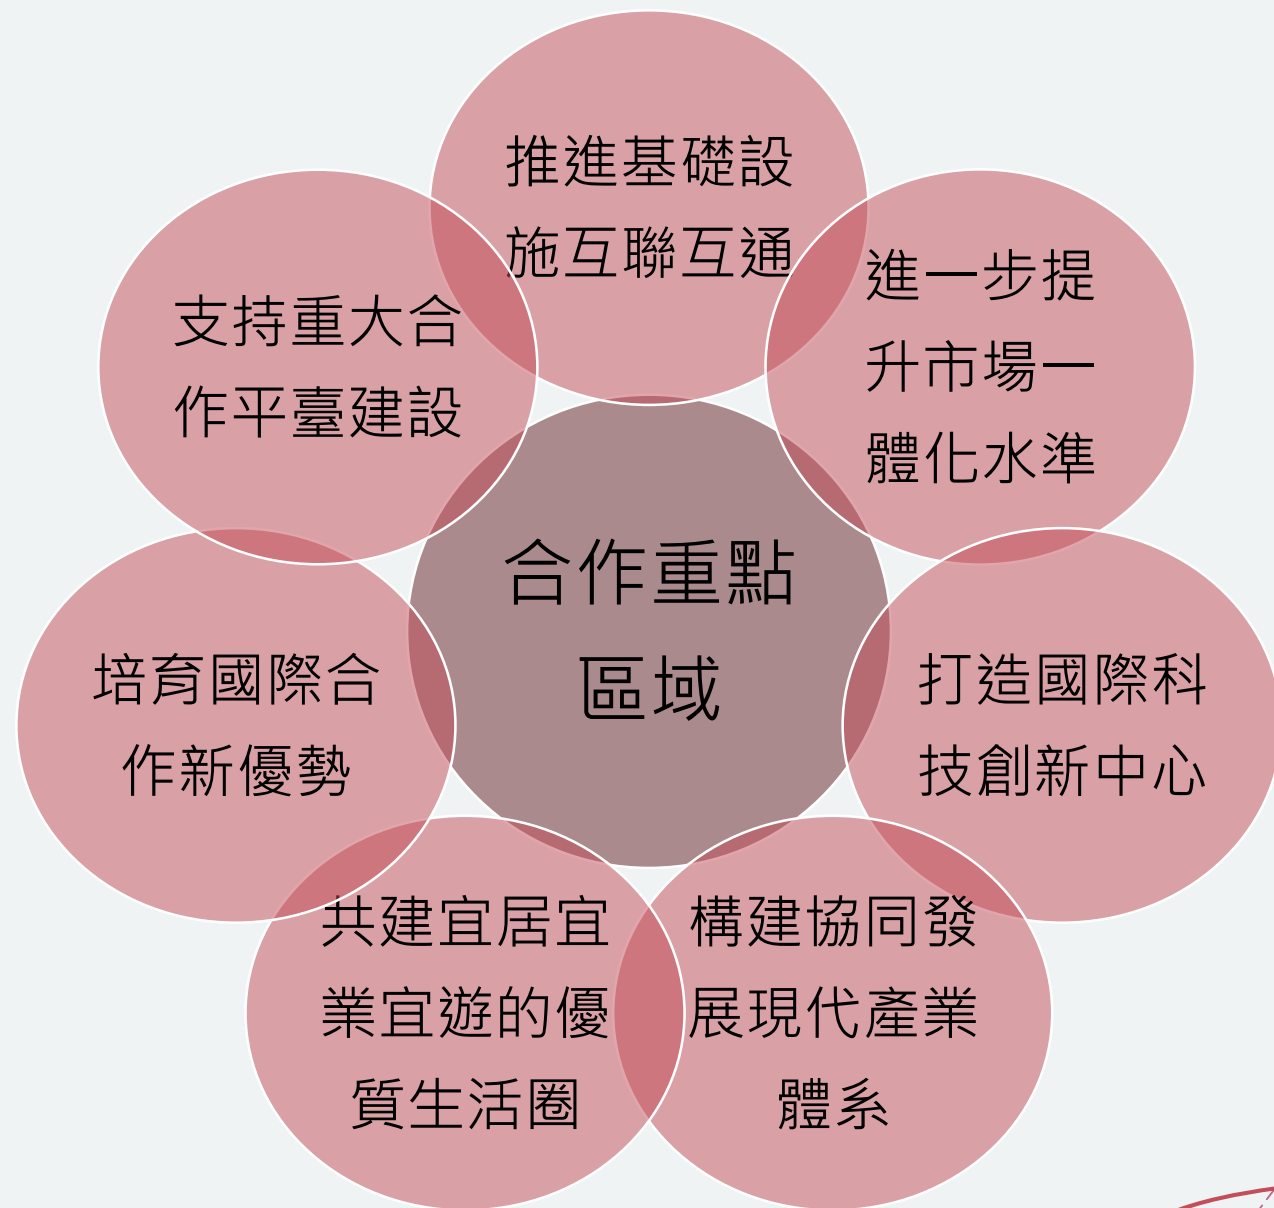 推進基礎設
施互聯互通
進一步提
升市場一
體化水準
打造國際科
技創新中心
構建協同發
展現代產業
體系
共建宜居宜
業宜遊的優
質生活圈
培育國際合
作新優勢
支持重大合
作平臺建設
合作重點
區域